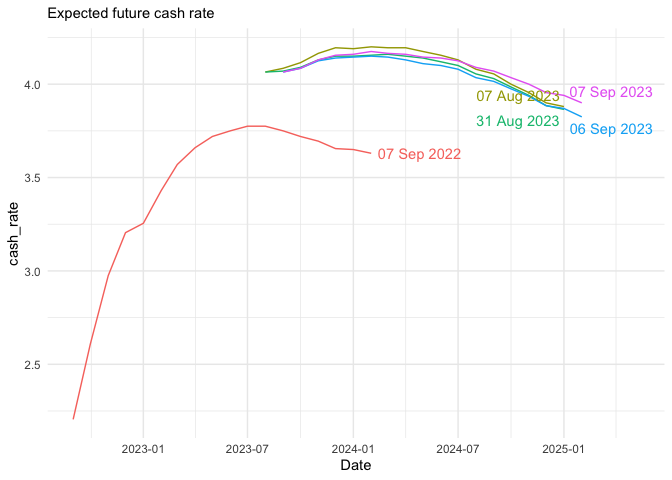 Expected future cash rate
cash_rate
4.0
3.5
3.0
2.5
07 Sep 2023
07 Aug 2023
31 Aug 2023
06 Sep 2023
07 Sep 2022
2023-01
2023-07
2024-01
2024-07
2025-01
Date